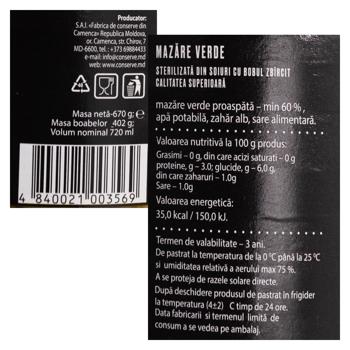 Producator:
S.A.I. «Fabrica de conserve din
Camenca» Republica Moldova,
or. Camenca, str. Chirov, 7
MD-6600, tel.: +373 69884433
e-mail: info@conserve.md
www.conserve.md
Masa netă-670 g;
Masa boabelor 402 g;
Volum nominal 720 ml
4 840021 003569
MAZĂRE VERDE
STERILIZATĂ DIN SOIURI CU BOBUL ZBÎRCIT
CALITATEA SUPERIOARĂ
mazăre verde proaspătă – min 60 % ,
apă potabilă, zahăr alb, sare alimentară.
Valoarea nutritivă la 100 g produs:
Grasimi – 0 g, din care acizi saturati – 0 g
proteine, g – 3.0; glucide, g – 6,0 g,
din care zaharuri – 1.0g
Sare – 1.0g
Valoarea energetică:
35,0 kcal / 150,0 kJ.
Termen de valabilitate – 3 ani.
De pastrat la temperatura de la 0 °C până la 25 °C
si umiditatea relativă a aerului max 75 %.
A se proteja de razele solare directe.
După deschidere produsul de pastrat in frigider
la temperatura (4±2) C timp de 24 ore.
Data fabricarii si termenul limită de
consum a se vedea pe ambalaj.